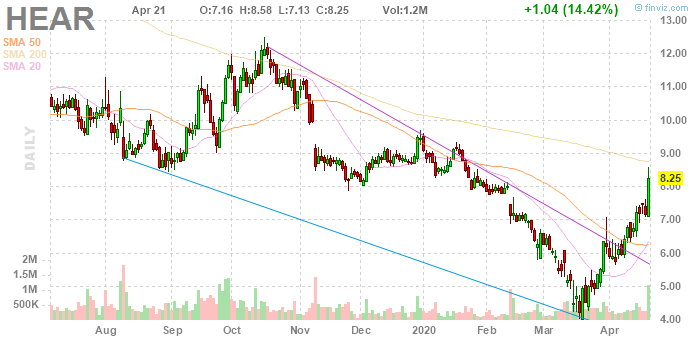 HEAR Apr 21 O:7.16 H:8.58 L:7.13 C:8.25 Vol:1.2M +1.04 (14.42%)
© finviz.com
SMA 50
SMA 200
SMA 20
DAILY
13.00
12.00
11.00
10.00
9.00
8.25
7.00
6.00
5.00
4.00
2M
1.5M
1M
500K
Aug Sep Oct Nov Dec 2020 Feb Mar Apr